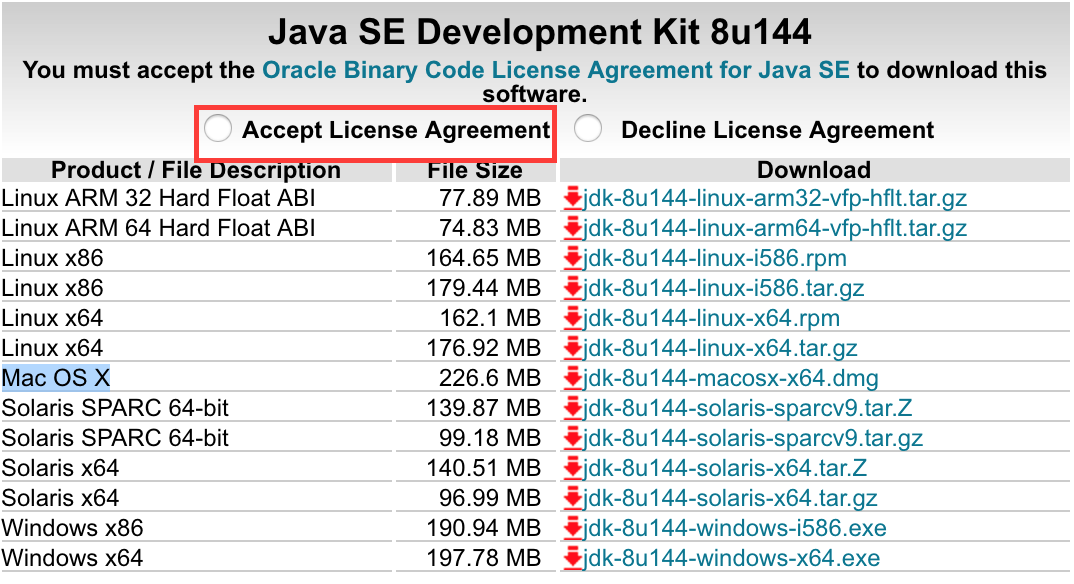 Java SE Development Kit 8u144
You must accept the Oracle Binary Code License Agreement for Java SE to download this
software.
Accept License Agreement Decline License Agreement
Product / File Description File Size Download
Linux ARM 32 Hard Float ABI 77.89 MB jdk-8u144-linux-arm32-vfp-hflt.tar.gz
Linux ARM 64 Hard Float ABI 74.83 MB jdk-8u144-linux-arm64-vfp-hflt.tar.gz
Linux x86 164.65 MB jdk-8u144-linux-i586.rpm
Linux x86 179.44 MB jdk-8u144-linux-i586.tar.gz
Linux x64 162.1 MB jdk-8u144-linux-x64.rpm
Linux x64 176.92 MB jdk-8u144-linux-x64.tar.gz
Mac OS X 226.6 MB jdk-8u144-macosx-x64.dmg
Solaris SPARC 64-bit 139.87 MB jdk-8u144-solaris-sparcv9.tar.Z
Solaris SPARC 64-bit 99.18 MB jdk-8u144-solaris-sparcv9.tar.gz
Solaris x64 140.51 MB jdk-8u144-solaris-x64.tar.Z
Solaris x64 96.99 MB jdk-8u144-solaris-x64.tar.gz
Windows x86 190.94 MB jdk-8u144-windows-i586.exe
Windows x64 197.78 MB jdk-8u144-windows-x64.exe